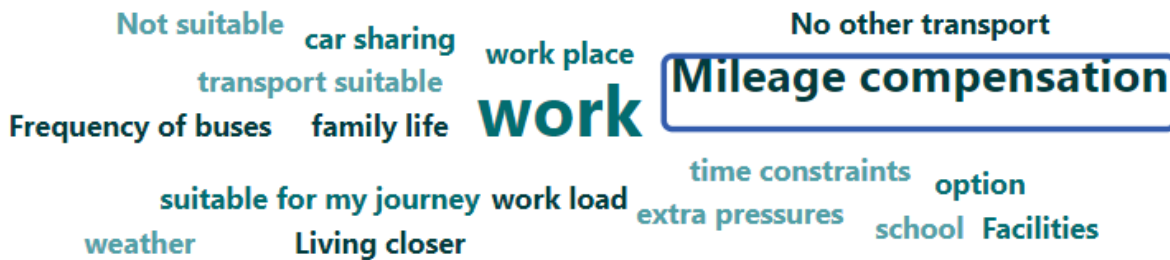 Not suitable
car sharing
work place
No other transport
transport suitable
Mileage compensation
Frequency of buses
family life
work
time constraints
option
suitable for my journey
work load
extra pressures
school
Facilities
weather
Living closer